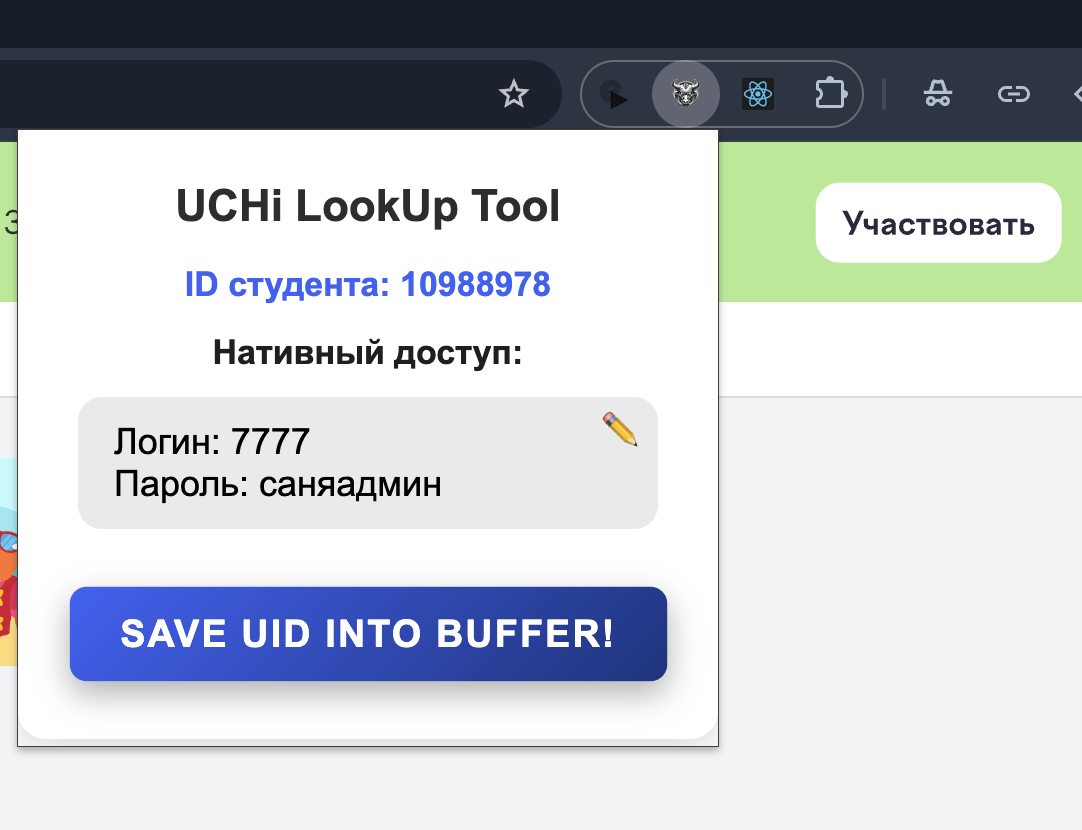 UCHi LookUp Tool
З
Участвовать
ID студента: 10988978
Нативный доступ:
Логин: 7777
Пароль: саняадмин
SAVE UID INTO BUFFER!